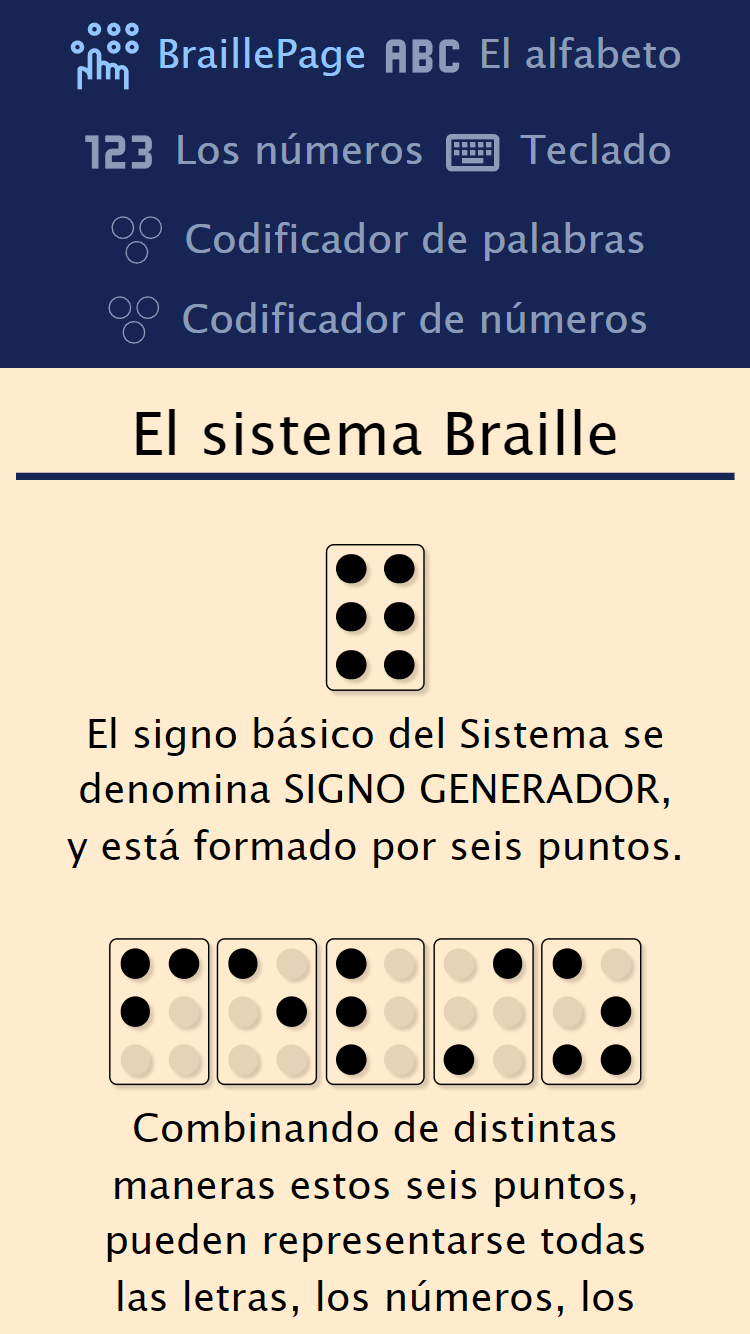 BraillePage ABC El alfabeto
123 Los números Teclado
Codificador de palabras
Codificador de números
El sistema Braille
El signo básico del Sistema se
denomina SIGNO GENERADOR,
y está formado por seis puntos.
Combinando de distintas
maneras estos seis puntos,
pueden representarse todas
las letras, los números, los